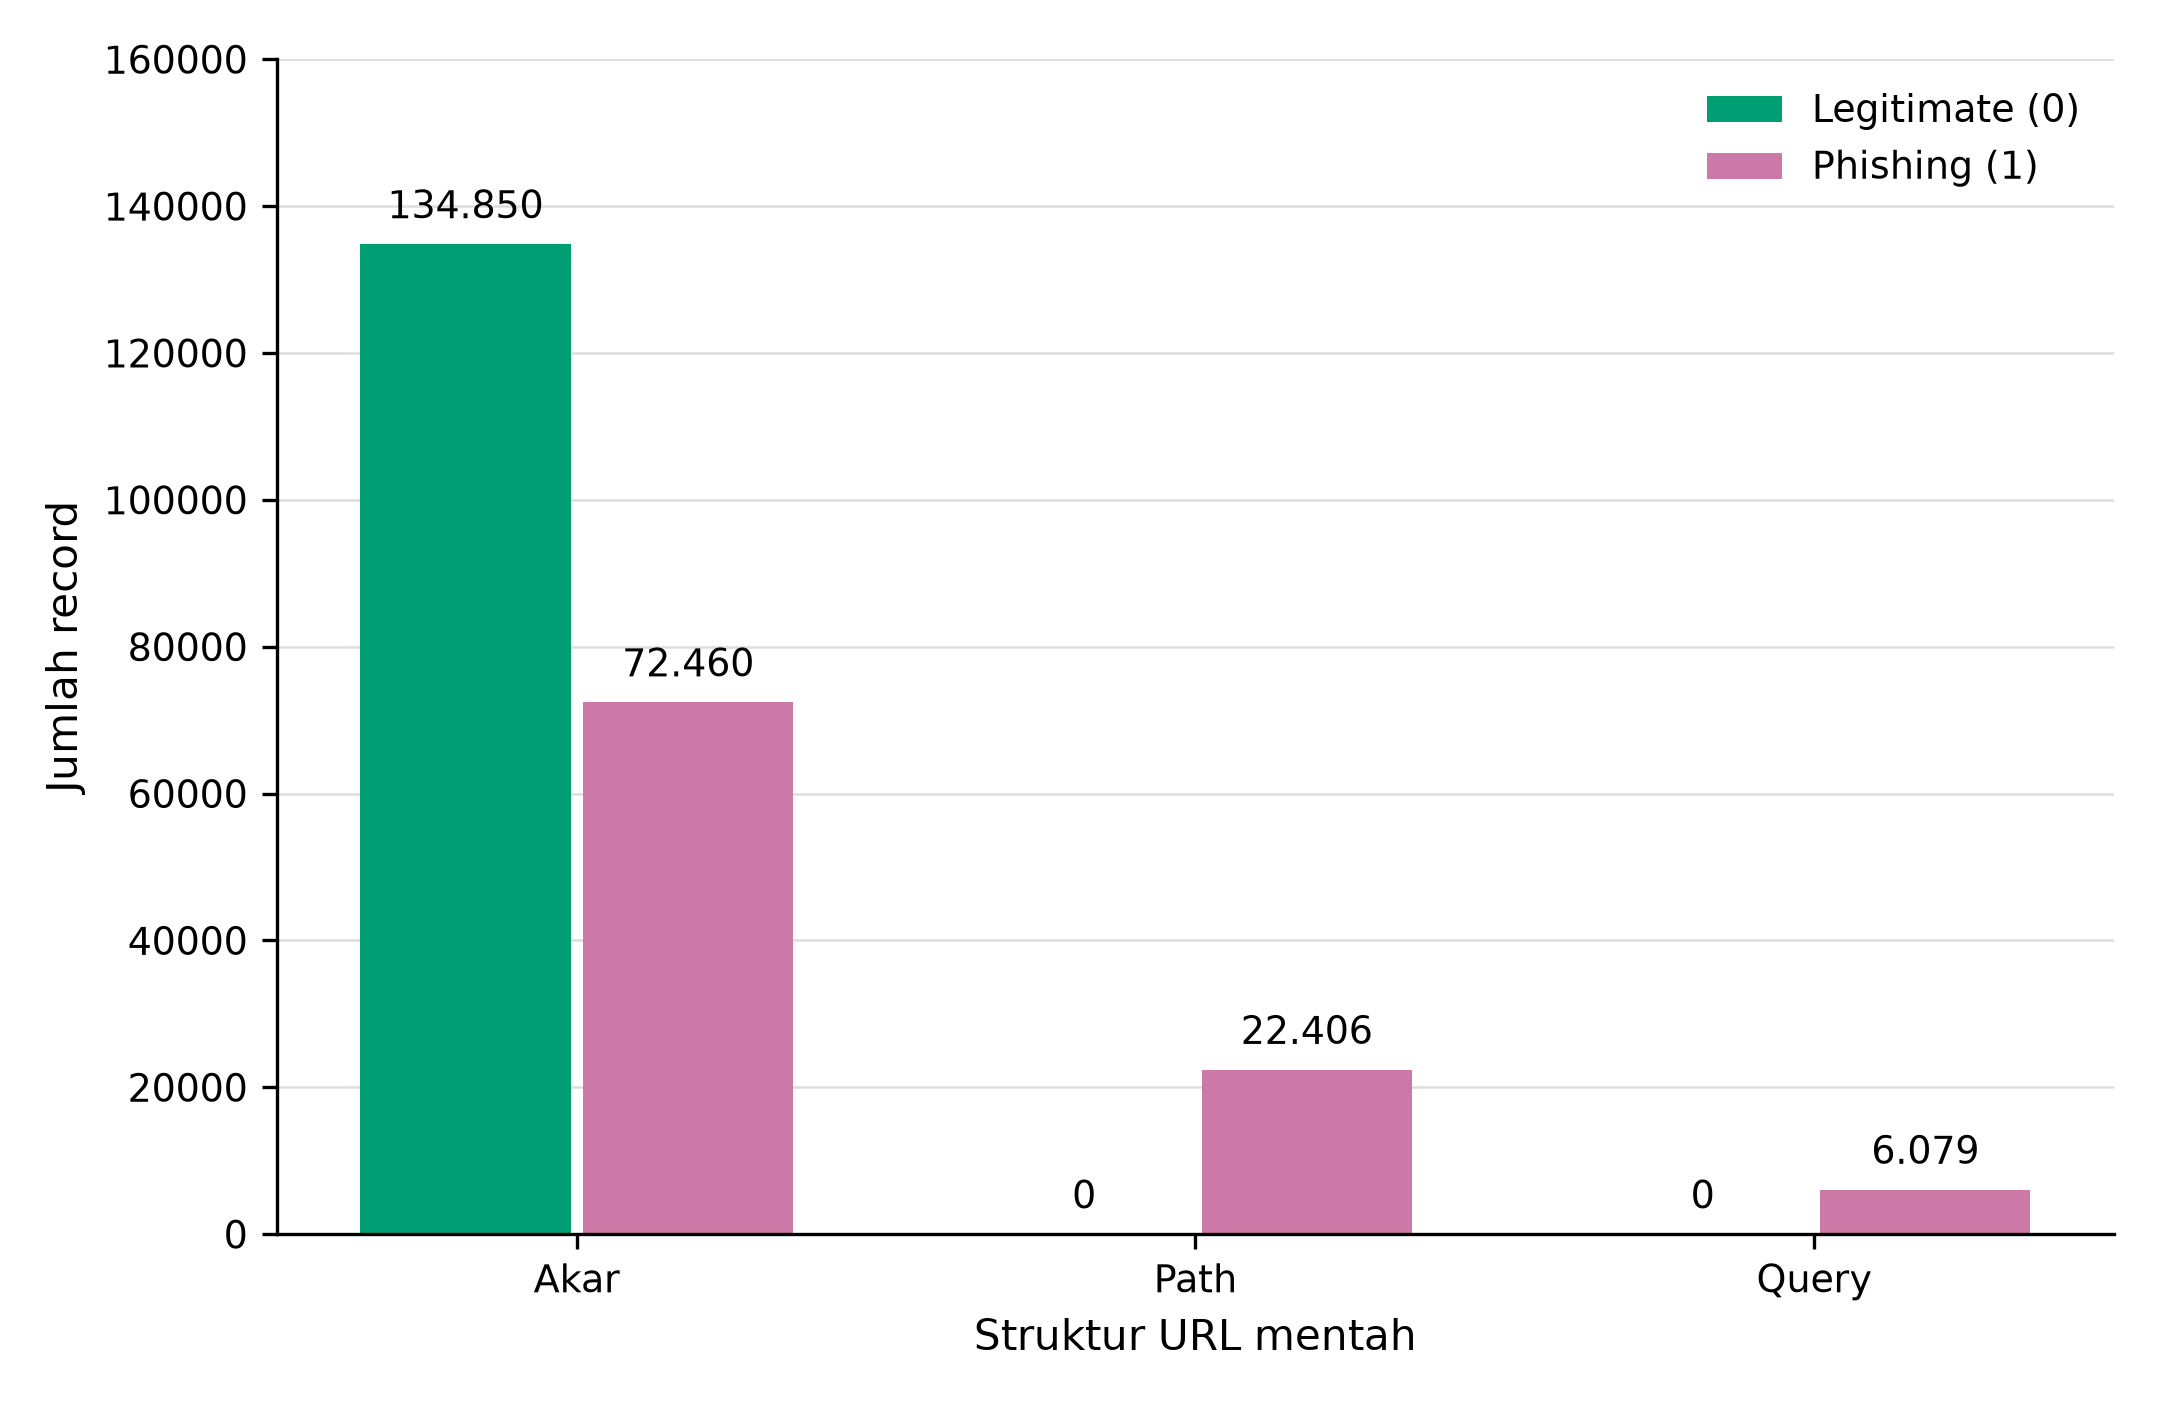 160000
140000
120000
100000
80000
60000
40000
20000
0
Jumlah record
Legitimate (0)
Phishing (1)
134.850
72.460
0
22.406
0
6.079
Akar
Path
Query
Struktur URL mentah